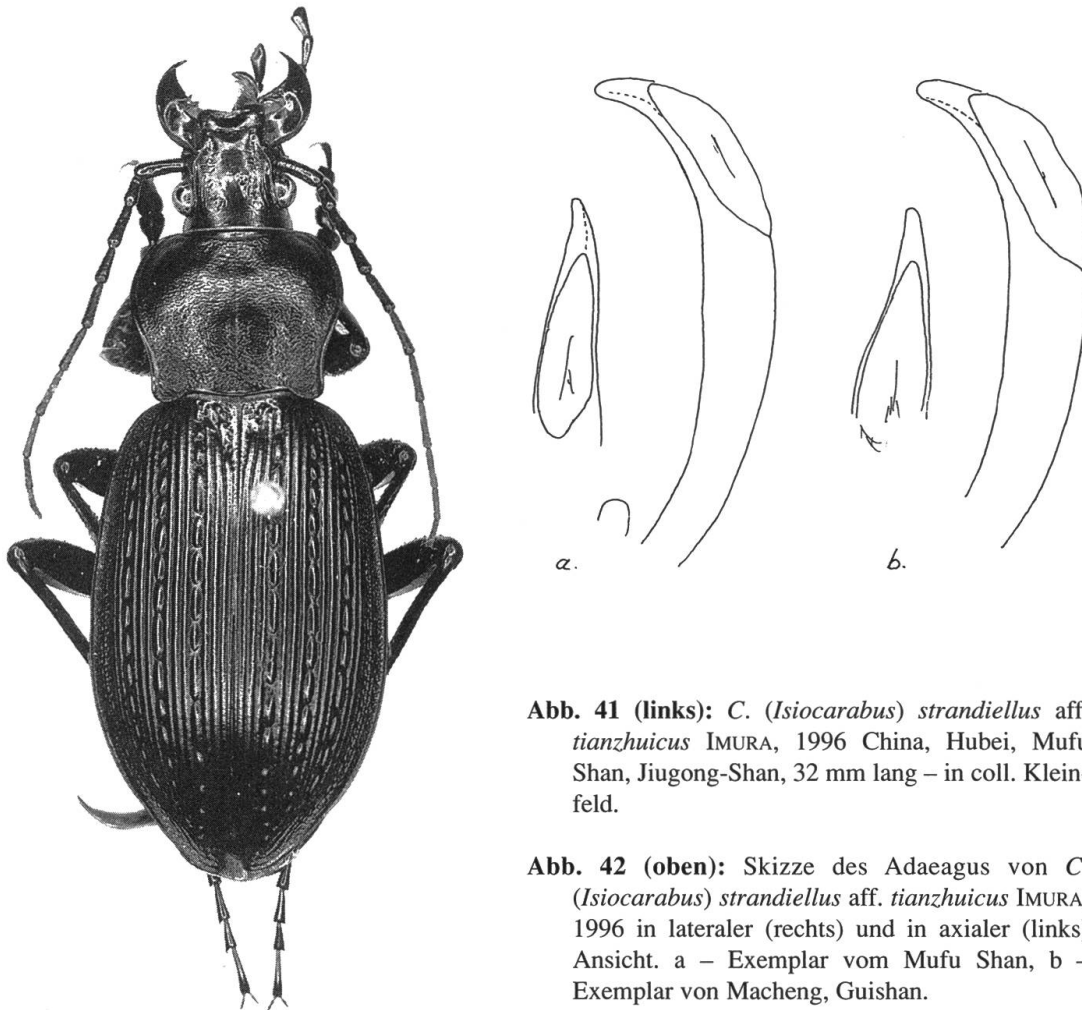 a.
b.
Abb. 41 (links): C. (Isiocarabus) strandiellus aff.
tianzhuicus IMURA, 1996 China, Hubei, Mufu
Shan, Jiugong-Shan, 32 mm lang – in coll. Klein-
feld.
Abb. 42 (oben): Skizze des Adaeagus von C.
(Isiocarabus) strandiellus aff. tianzhuicus IMURA
1996 in lateraler (rechts) und in axialer (links)
Ansicht. a – Exemplar vom Mufu Shan, b –
Exemplar von Macheng, Guishan.